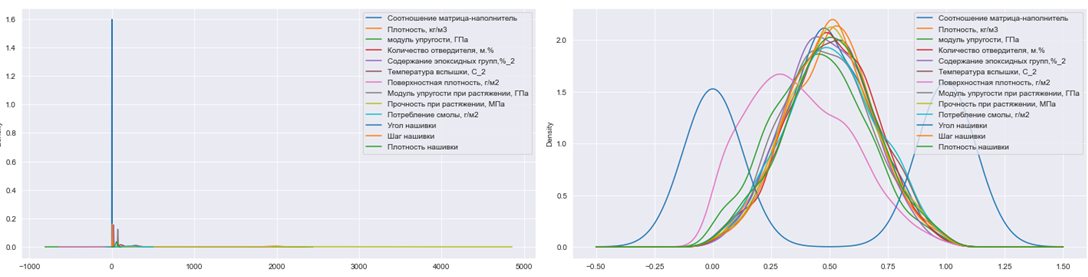 1.6
1.4
1.2
1.0
0.8
0.6
0.4
0.2
0.0
−1000
0
1000
2000
3000
4000
5000
Соотношение матрица-наполнитель
Плотность, кг/м3
модуль упругости, ГПа
Количество отвердителя, м.%
Содержание эпоксидных групп,%_2
Температура вспышки, С_2
Поверхностная плотность, г/м2
Модуль упругости при растяжении, ГПа
Прочность при растяжении, МПа
Потребление смолы, г/м2
Угол нашивки
Шаг нашивки
Плотность нашивки
Density
2.0
1.5
1.0
0.5
0.0
−0.50
−0.25
0.00
0.25
0.50
0.75
1.00
1.25
1.50
Соотношение матрица-наполнитель
Плотность, кг/м3
модуль упругости, ГПа
Количество отвердителя, м.%
Содержание эпоксидных групп,%_2
Температура вспышки, С_2
Поверхностная плотность, г/м2
Модуль упругости при растяжении, ГПа
Прочность при растяжении, МПа
Потребление смолы, г/м2
Угол нашивки
Шаг нашивки
Плотность нашивки